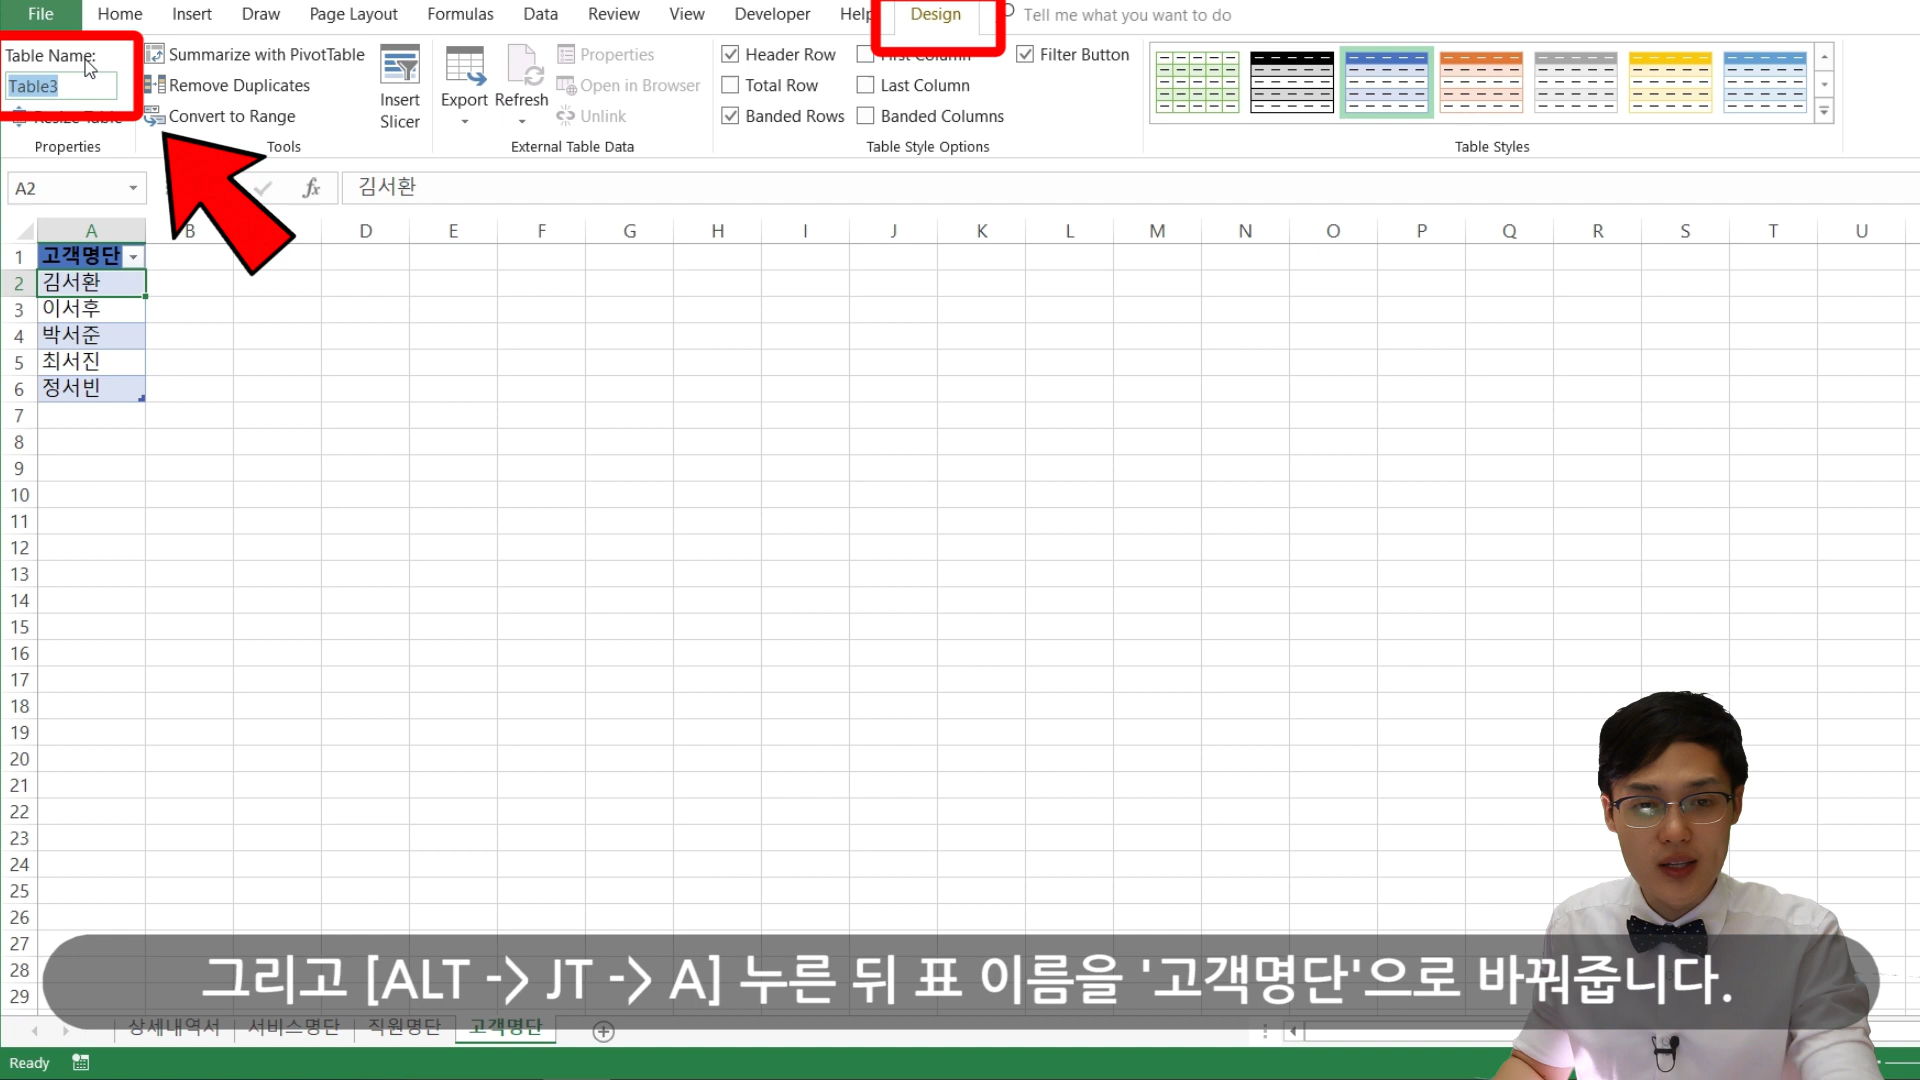 File Home Insert Draw Page Layout Formulas Data Review View Developer Help Design Tell me what you want to do
Table Name:
Table3
Resize Table
Properties
Summarize with PivotTable
Remove Duplicates
Convert to Range
Tools
Insert
Slicer
Export
Refresh
Properties
Open in Browser
Unlink
External Table Data
Header Row
Total Row
Banded Rows
First Column
Last Column
Banded Columns
Filter Button
Table Style Options
Table Styles
A2 fx 김서환
A B D E F G H I J K L M N O P Q R S T U
1 고객명단
2 김서환
3 이서후
4 박서준
5 최서진
6 정서빈
7
8
9
10
11
12
13
14
15
16
17
18
19
20
21
22
23
24
25
26
27
28
29
그리고 [ALT -> JT -> A] 누른 뒤 표 이름을 '고객명단'으로 바꿔줍니다.
상세내역서 서비스명단 직원명단 고객명단
Ready